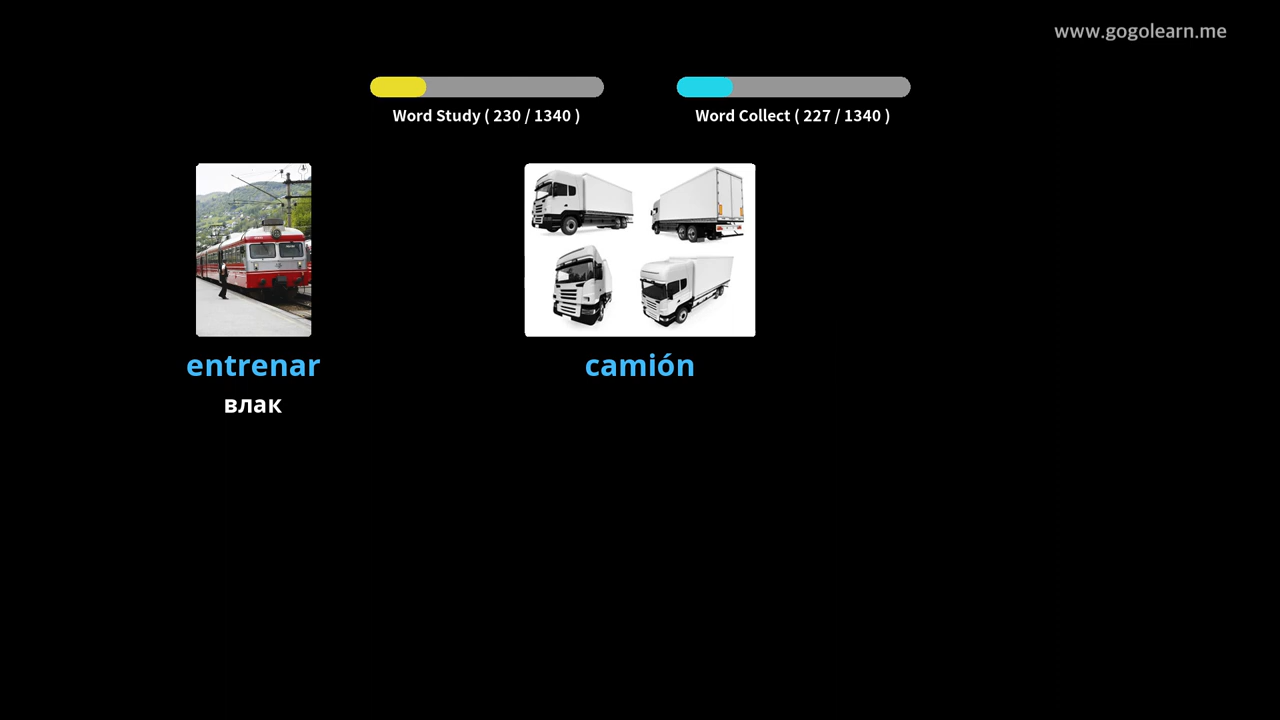 www.gogolearn.me
Word Study ( 230 / 1340 )
Word Collect ( 227 / 1340 )
entrenar
влак
camión